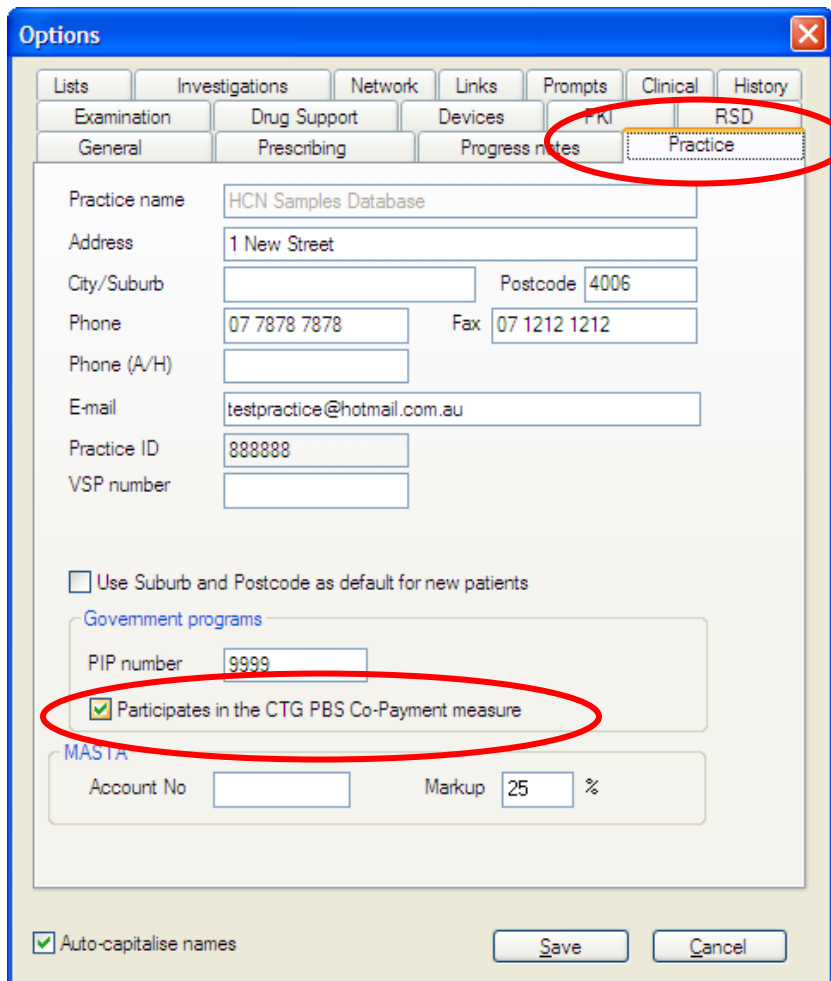 Options
Lists Investigations Network Links Prompts Clinical History
Examination Drug Support Devices PKI RSD
General Prescribing Progress notes Practice
Practice name HCN Samples Database
Address 1 New Street
City/Suburb Postcode 4006
Phone 07 7878 7878 Fax 07 1212 1212
Phone (A/H)
E-mail testpractice@hotmail.com.au
Practice ID 888888
VSP number
Use Suburb and Postcode as default for new patients
Government programs
PIP number 9999
Participates in the CTG PBS Co-Payment measure
MASTA
Account No Markup 25 %
Auto-capitalise names Save Cancel